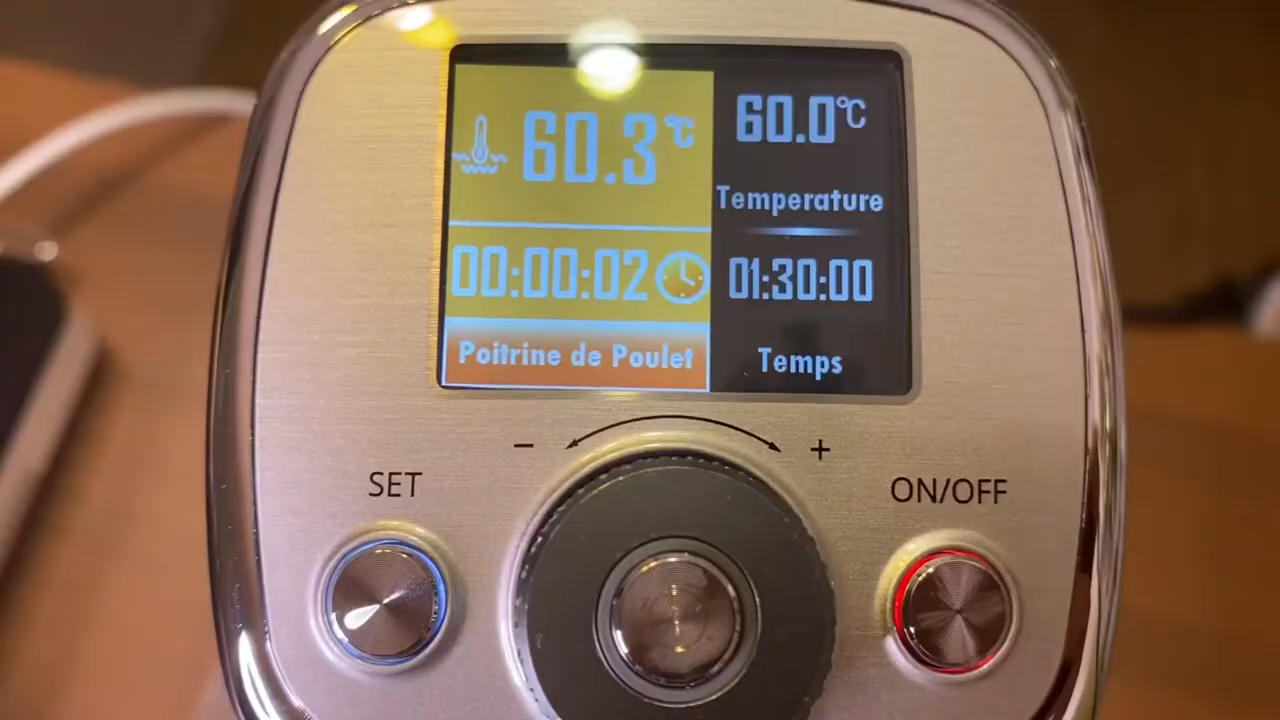 60.3°C
60.0°C
Temperature
00:00:02
01:30:00
Poitrine de Poulet
Temps
− +
SET
ON/OFF